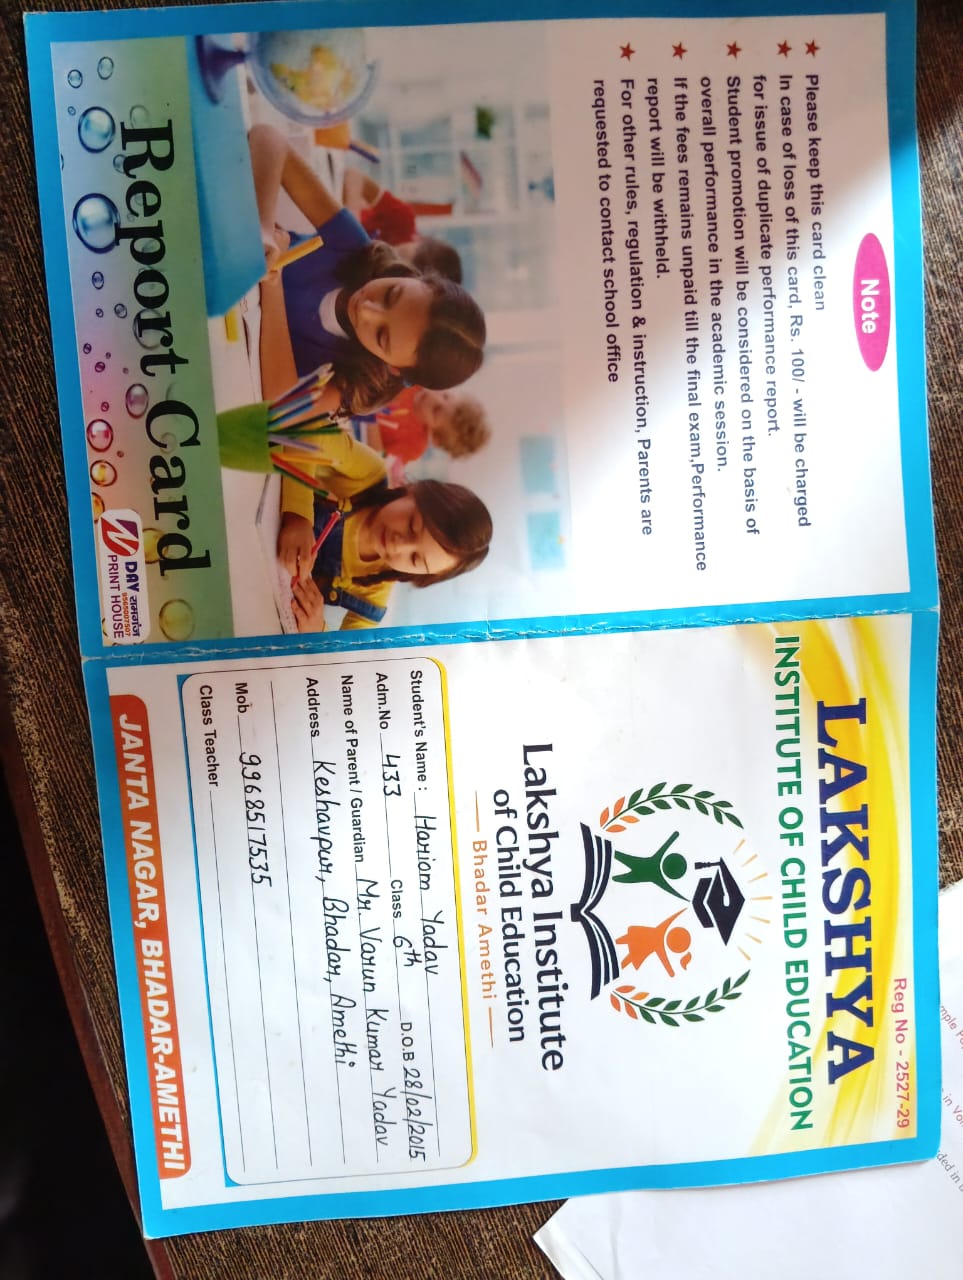 Note
Please keep this card clean
In case of loss of this card, Rs. 100/ - will be charged
for issue of duplicate performance report.
Student promotion will be considered on the basis of
overall performance in the academic session.
If the fees remains unpaid till the final exam,Performance
report will be withheld.
For other rules, regulation & instruction, Parents are
requested to contact school office
Report Card
DAV रामगंज
9565007507
PRINT HOUSE
Reg No - 2527-29
LAKSHYA
INSTITUTE OF CHILD EDUCATION
Lakshya Institute
of Child Education
Bhadar Amethi
Student's Name : Hariom Yadav
Adm.No 433 Class 6th D.O.B 28/02/2015
Name of Parent / Guardian Mr. Varun Kumar Yadav
Address Keshavpur, Bhadar, Amethi
Mob 9968517535
Class Teacher
JANTA NAGAR, BHADAR-AMETHI